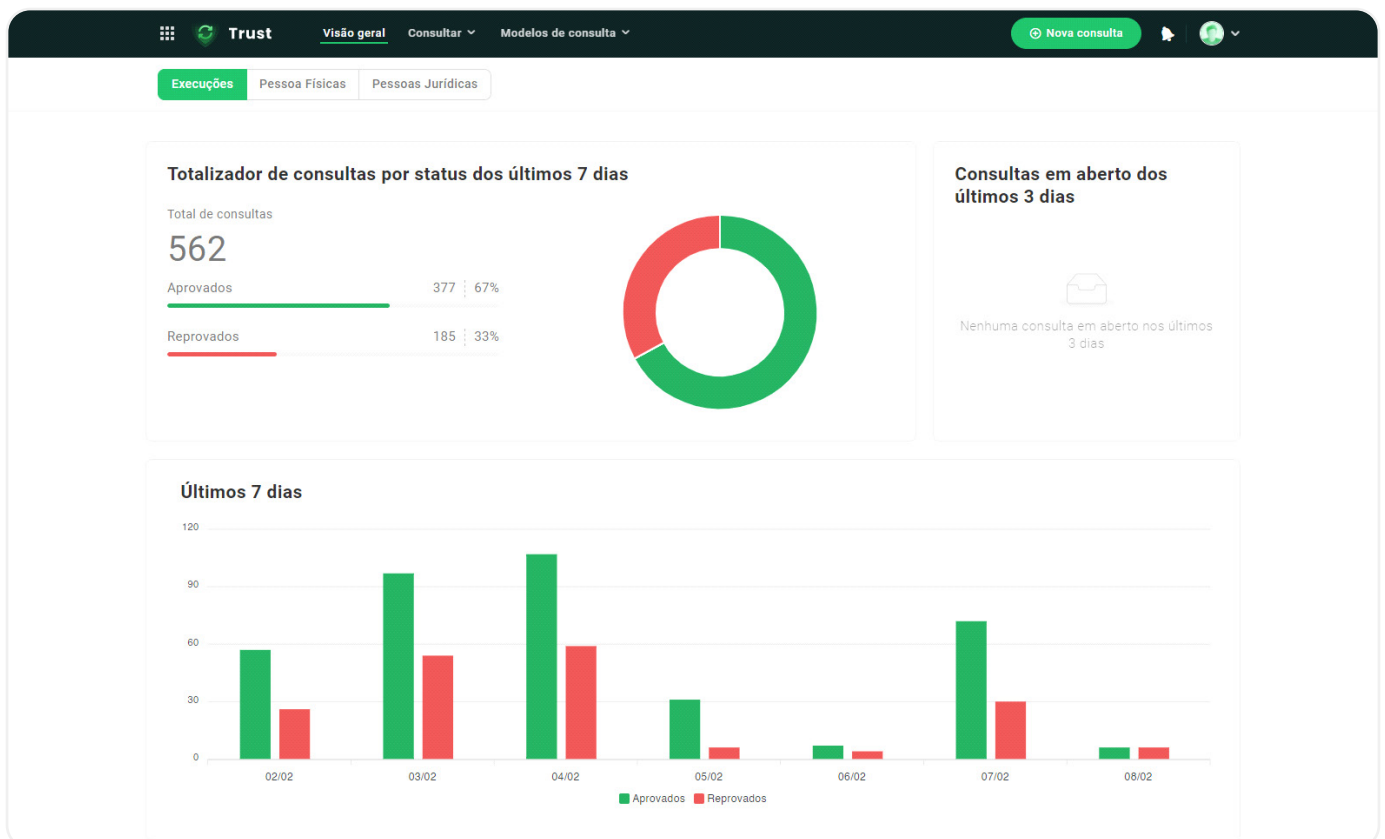 Trust
Visão geral
Consultar
Modelos de consulta
Nova consulta
Execuções
Pessoa Físicas
Pessoas Jurídicas
Totalizador de consultas por status dos últimos 7 dias
Total de consultas
562
Aprovados 377 67%
Reprovados 185 33%
Consultas em aberto dos
últimos 3 dias
Nenhuma consulta em aberto nos últimos
3 dias
Últimos 7 dias
120
90
60
30
0
02/02 03/02 04/02 05/02 06/02 07/02 08/02
Aprovados Reprovados